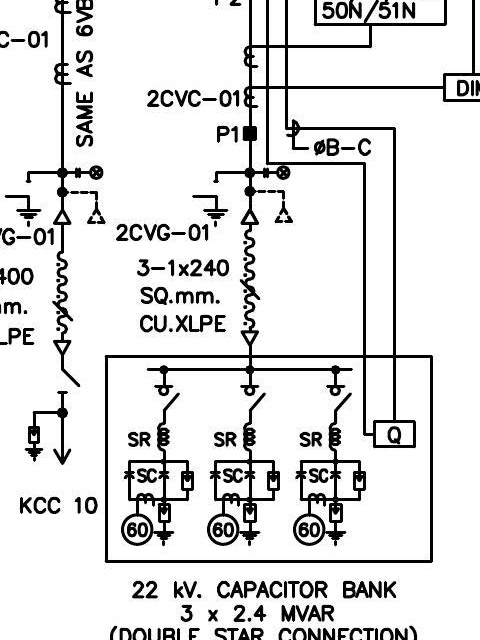 50N/51N
C-01
SAME AS 6VB
2CVC-01
DIM
P1
ØB-C
VG-01
2CVG-01
400
3-1x240
mm.
SQ.mm.
LPE
CU.XLPE
Q
SR
SR
SR
SC
SC
SC
KCC 10
60
60
60
22 kV. CAPACITOR BANK
3 x 2.4 MVAR
(DOUBLE STAR CONNECTION)